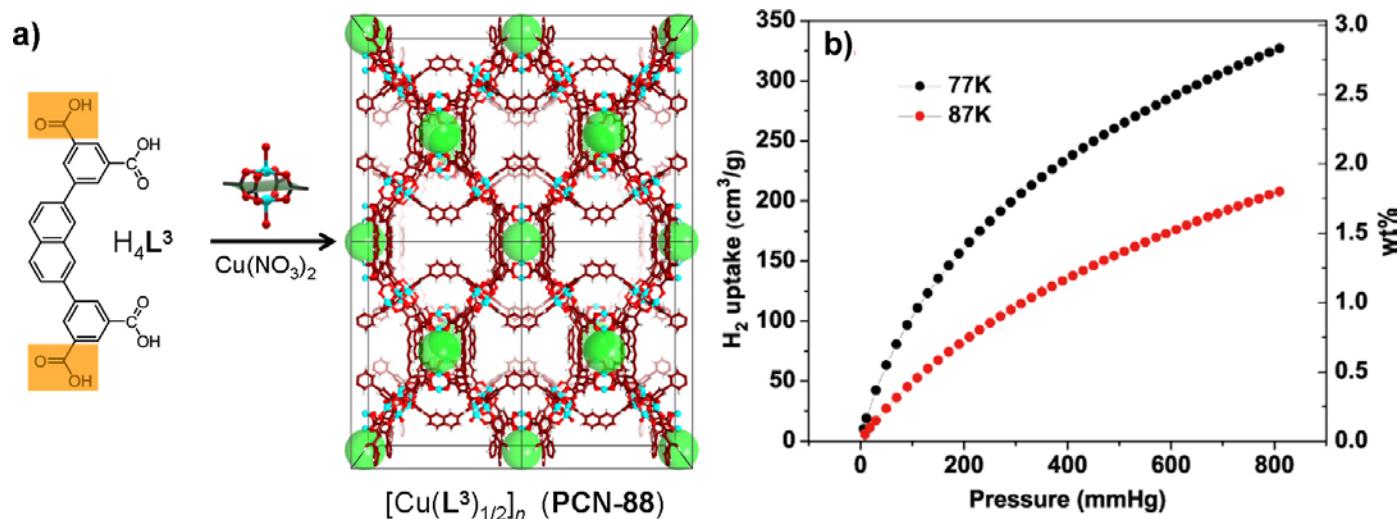 a)
OH
O
OH
O
H₄L³
Cu(NO₃)₂
O
OH
O
OH
[Cu(L³)₁/₂]ₙ (PCN-88)
b)
77K
87K
H₂ uptake (cm³/g)
350
300
250
200
150
100
50
0
3.0
2.5
2.0
1.5
1.0
0.5
0.0
wt%
0 200 400 600 800
Pressure (mmHg)